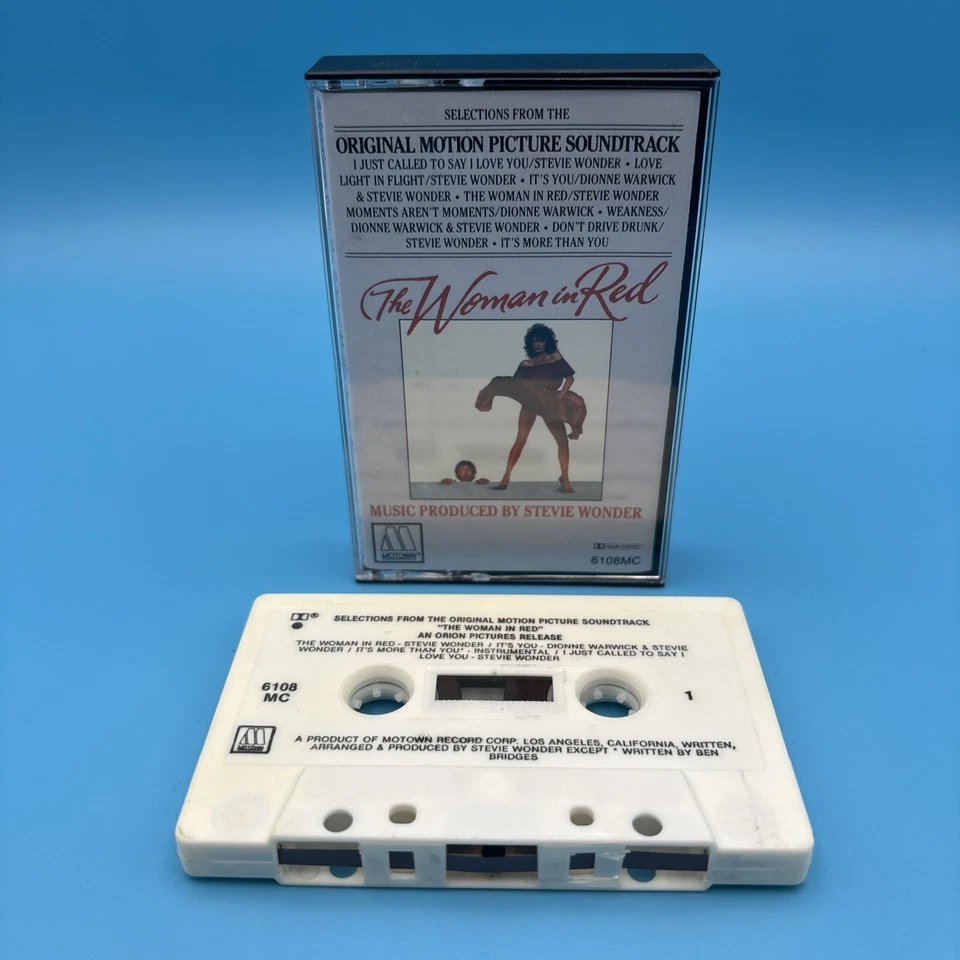 SELECTIONS FROM THE
ORIGINAL MOTION PICTURE SOUNDTRACK
I JUST CALLED TO SAY I LOVE YOU/STEVIE WONDER • LOVE
LIGHT IN FLIGHT/STEVIE WONDER • IT'S YOU/DIONNE WARWICK
& STEVIE WONDER • THE WOMAN IN RED/STEVIE WONDER
MOMENTS AREN'T MOMENTS/DIONNE WARWICK • WEAKNESS/
DIONNE WARWICK & STEVIE WONDER • DON'T DRIVE DRUNK/
STEVIE WONDER • IT'S MORE THAN YOU
The Woman in Red
MUSIC PRODUCED BY STEVIE WONDER
MOTOWN®
6108MC
SELECTIONS FROM THE ORIGINAL MOTION PICTURE SOUNDTRACK
"THE WOMAN IN RED"
AN ORION PICTURES RELEASE
THE WOMAN IN RED - STEVIE WONDER / IT'S YOU - DIONNE WARWICK & STEVIE
WONDER / IT'S MORE THAN YOU* - INSTRUMENTAL / I JUST CALLED TO SAY I
LOVE YOU - STEVIE WONDER
6108
MC
1
MOTOWN
A PRODUCT OF MOTOWN RECORD CORP. LOS ANGELES, CALIFORNIA, WRITTEN,
ARRANGED & PRODUCED BY STEVIE WONDER EXCEPT * WRITTEN BY BEN
BRIDGES